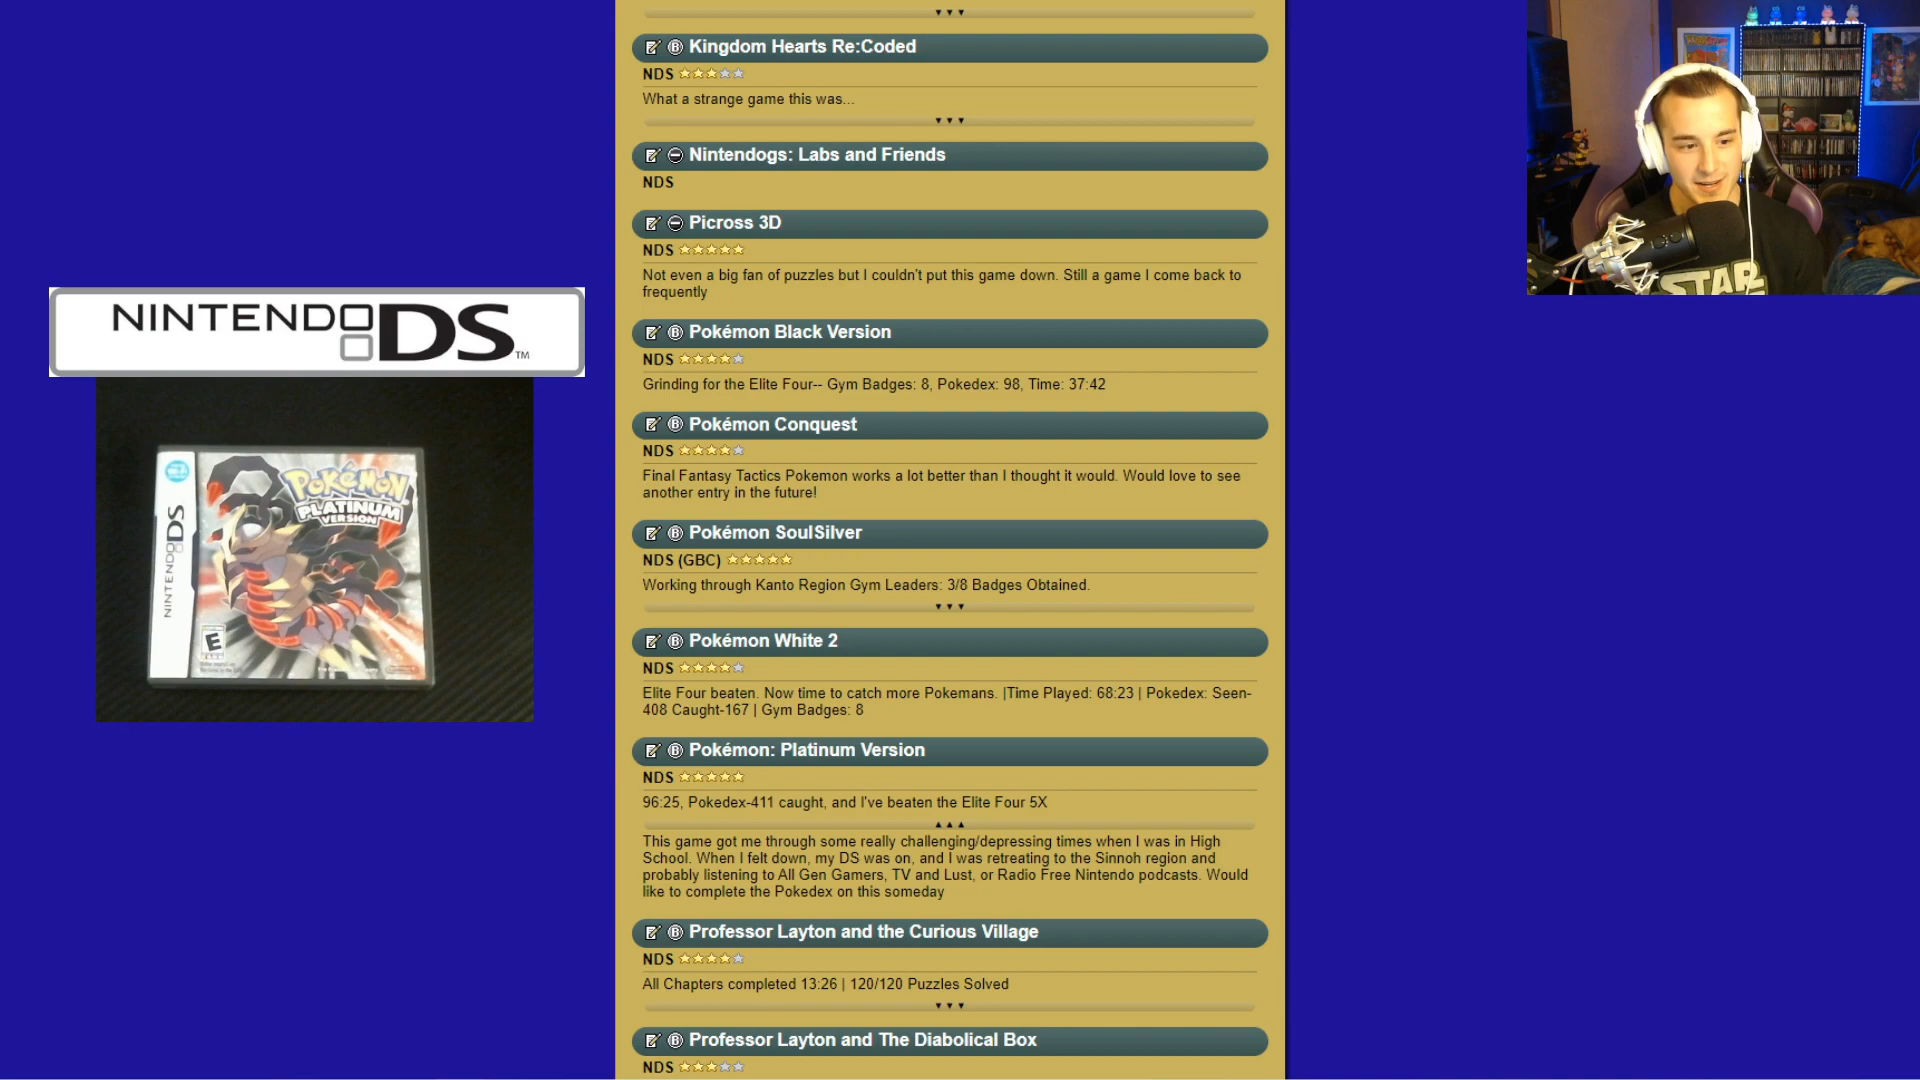 Kingdom Hearts Re:Coded
NDS
What a strange game this was...
Nintendogs: Labs and Friends
NDS
Picross 3D
NDS
Not even a big fan of puzzles but I couldn't put this game down. Still a game I come back to
frequently
Pokémon Black Version
NDS
Grinding for the Elite Four-- Gym Badges: 8, Pokedex: 98, Time: 37:42
Pokémon Conquest
NDS
Final Fantasy Tactics Pokemon works a lot better than I thought it would. Would love to see
another entry in the future!
Pokémon SoulSilver
NDS (GBC)
Working through Kanto Region Gym Leaders: 3/8 Badges Obtained.
Pokémon White 2
NDS
Elite Four beaten. Now time to catch more Pokemans. |Time Played: 68:23 | Pokedex: Seen-
408 Caught-167 | Gym Badges: 8
Pokémon: Platinum Version
NDS
96:25, Pokedex-411 caught, and I've beaten the Elite Four 5X
This game got me through some really challenging/depressing times when I was in High
School. When I felt down, my DS was on, and I was retreating to the Sinnoh region and
probably listening to All Gen Gamers, TV and Lust, or Radio Free Nintendo podcasts. Would
like to complete the Pokedex on this someday
Professor Layton and the Curious Village
NDS
All Chapters completed 13:26 | 120/120 Puzzles Solved
Professor Layton and The Diabolical Box
NDS
NINTENDO DS
TM
NINTENDO DS
POKéMON
PLATINUM
VERSION
E
STAR